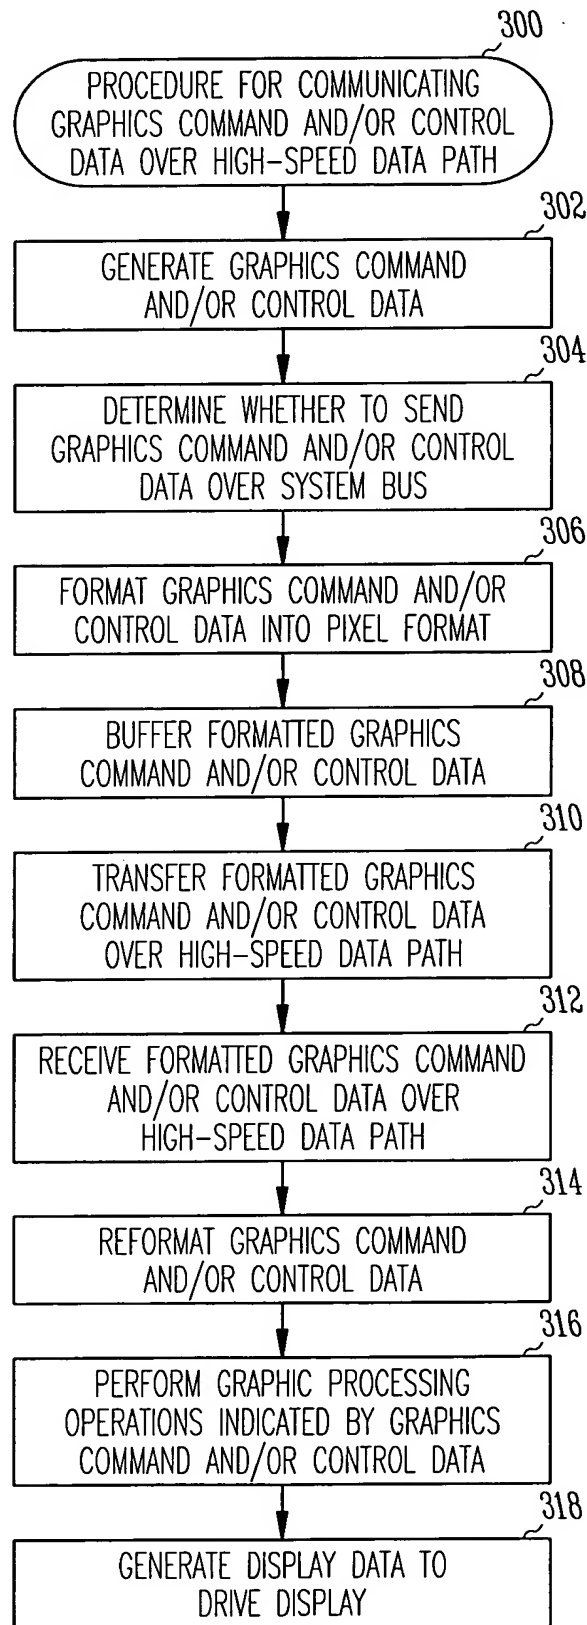 300
PROCEDURE FOR COMMUNICATING
GRAPHICS COMMAND AND/OR CONTROL
DATA OVER HIGH-SPEED DATA PATH
302
GENERATE GRAPHICS COMMAND
AND/OR CONTROL DATA
304
DETERMINE WHETHER TO SEND
GRAPHICS COMMAND AND/OR CONTROL
DATA OVER SYSTEM BUS
306
FORMAT GRAPHICS COMMAND AND/OR
CONTROL DATA INTO PIXEL FORMAT
308
BUFFER FORMATTED GRAPHICS
COMMAND AND/OR CONTROL DATA
310
TRANSFER FORMATTED GRAPHICS
COMMAND AND/OR CONTROL DATA
OVER HIGH-SPEED DATA PATH
312
RECEIVE FORMATTED GRAPHICS COMMAND
AND/OR CONTROL DATA OVER
HIGH-SPEED DATA PATH
314
REFORMAT GRAPHICS COMMAND
AND/OR CONTROL DATA
316
PERFORM GRAPHIC PROCESSING
OPERATIONS INDICATED BY GRAPHICS
COMMAND AND/OR CONTROL DATA
318
GENERATE DISPLAY DATA TO
DRIVE DISPLAY